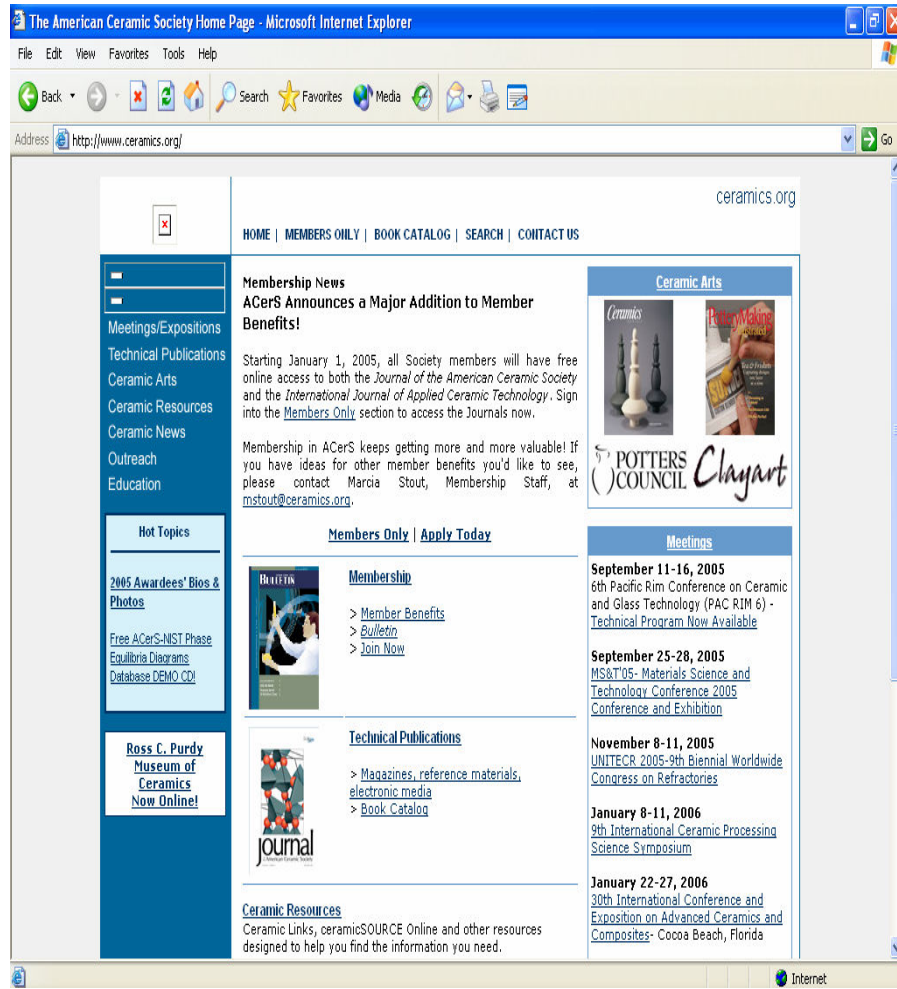 The American Ceramic Society Home Page - Microsoft Internet Explorer
File Edit View Favorites Tools Help
Back Search Favorites Media
Address http://www.ceramics.org/ Go
ceramics.org
HOME | MEMBERS ONLY | BOOK CATALOG | SEARCH | CONTACT US
Meetings/Expositions
Technical Publications
Ceramic Arts
Ceramic Resources
Ceramic News
Outreach
Education
Hot Topics
2005 Awardees' Bios &
Photos
Free ACerS-NIST Phase
Equilibria Diagrams
Database DEMO CD!
Ross C. Purdy
Museum of
Ceramics
Now Online!
Membership News
ACerS Announces a Major Addition to Member
Benefits!
Starting January 1, 2005, all Society members will have free
online access to both the Journal of the American Ceramic Society
and the International Journal of Applied Ceramic Technology. Sign
into the Members Only section to access the Journals now.
Membership in ACerS keeps getting more and more valuable! If
you have ideas for other member benefits you'd like to see,
please contact Marcia Stout, Membership Staff, at
mstout@ceramics.org.
Members Only | Apply Today
BULLETIN
Membership
> Member Benefits
> Bulletin
> Join Now
journal
Technical Publications
> Magazines, reference materials,
electronic media
> Book Catalog
Ceramic Resources
Ceramic Links, ceramicSOURCE Online and other resources
designed to help you find the information you need.
Ceramic Arts
Ceramics
PotteryMaking
POTTERS
COUNCIL
Clayart
Meetings
September 11-16, 2005
6th Pacific Rim Conference on Ceramic
and Glass Technology (PAC RIM 6) -
Technical Program Now Available
September 25-28, 2005
MS&T'05- Materials Science and
Technology Conference 2005
Conference and Exhibition
November 8-11, 2005
UNITECR 2005-9th Biennial Worldwide
Congress on Refractories
January 8-11, 2006
9th International Ceramic Processing
Science Symposium
January 22-27, 2006
30th International Conference and
Exposition on Advanced Ceramics and
Composites- Cocoa Beach, Florida
Internet